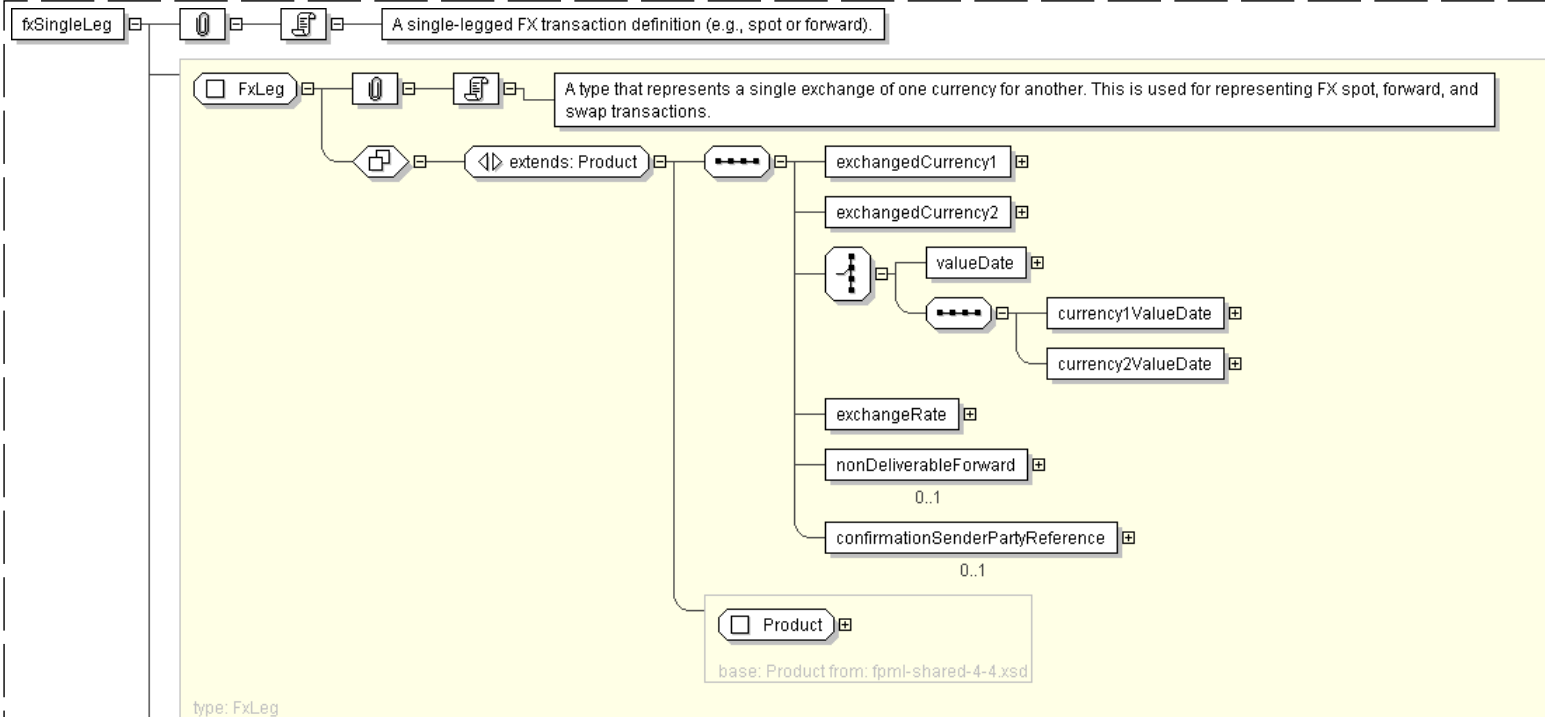 fxSingleLeg
A single-legged FX transaction definition (e.g., spot or forward).
FxLeg
A type that represents a single exchange of one currency for another. This is used for representing FX spot, forward, and
swap transactions.
extends: Product
exchangedCurrency1
exchangedCurrency2
valueDate
currency1ValueDate
currency2ValueDate
exchangeRate
nonDeliverableForward
0..1
confirmationSenderPartyReference
0..1
Product
base: Product from: fpml-shared-4-4.xsd
type: FxLeg